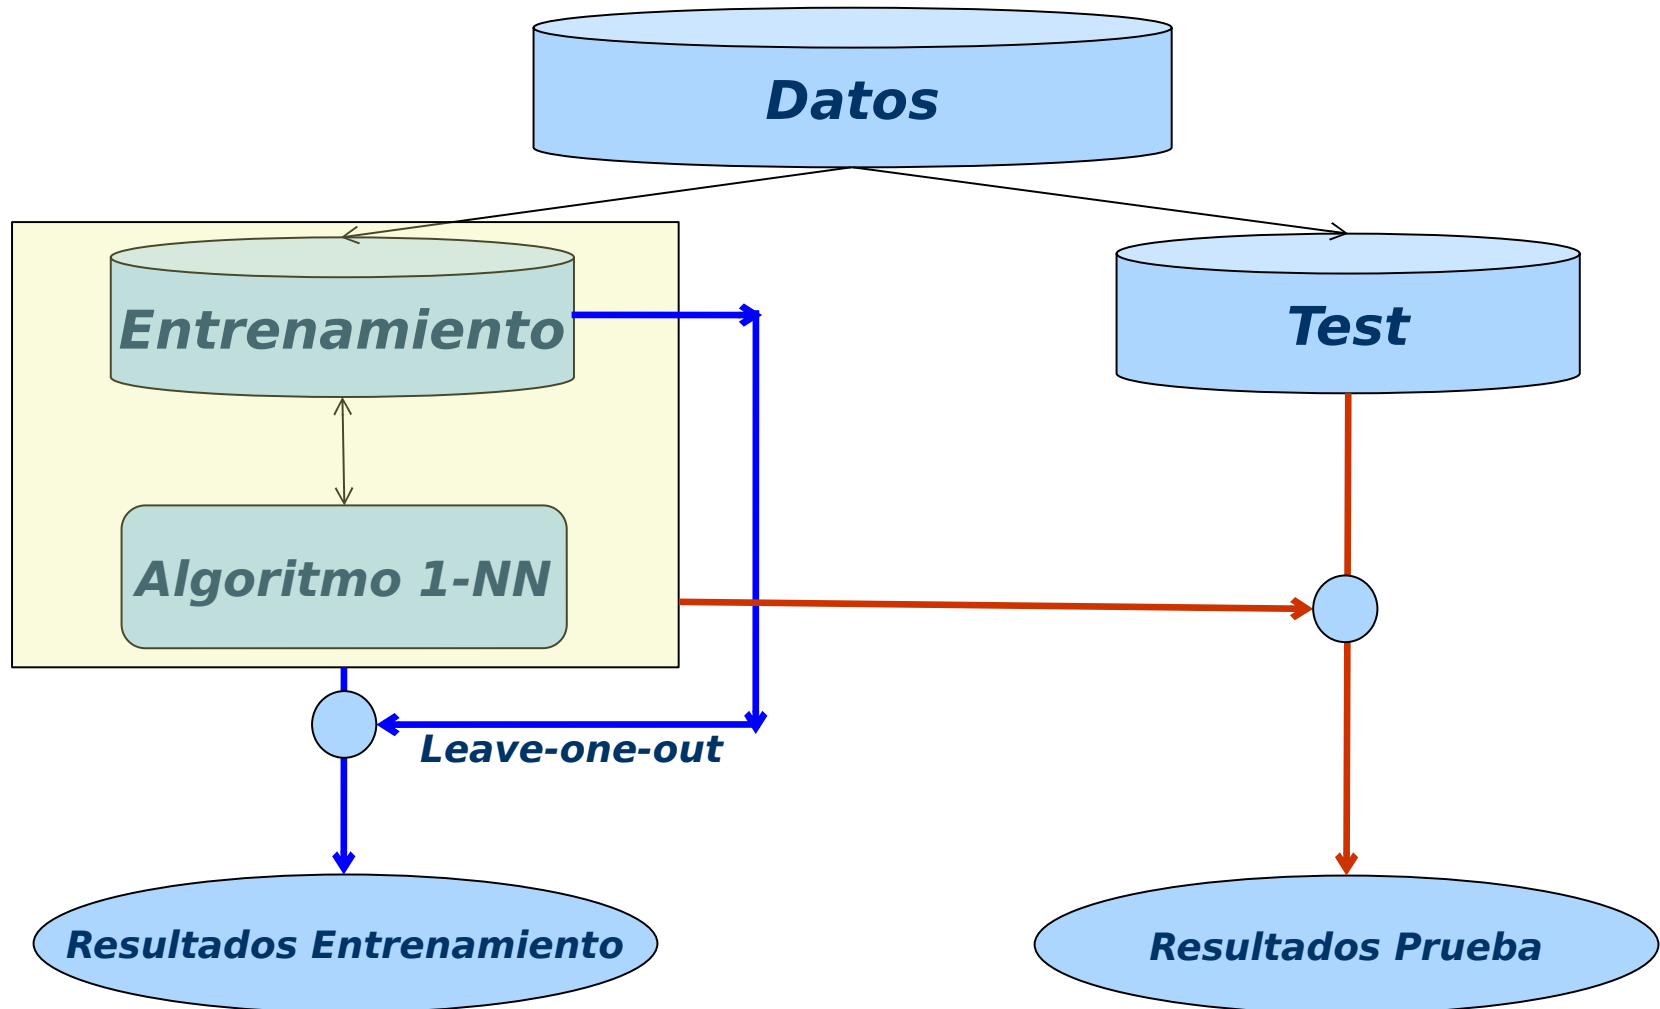 Datos
Entrenamiento
Test
Algoritmo 1-NN
Leave-one-out
Resultados Entrenamiento
Resultados Prueba